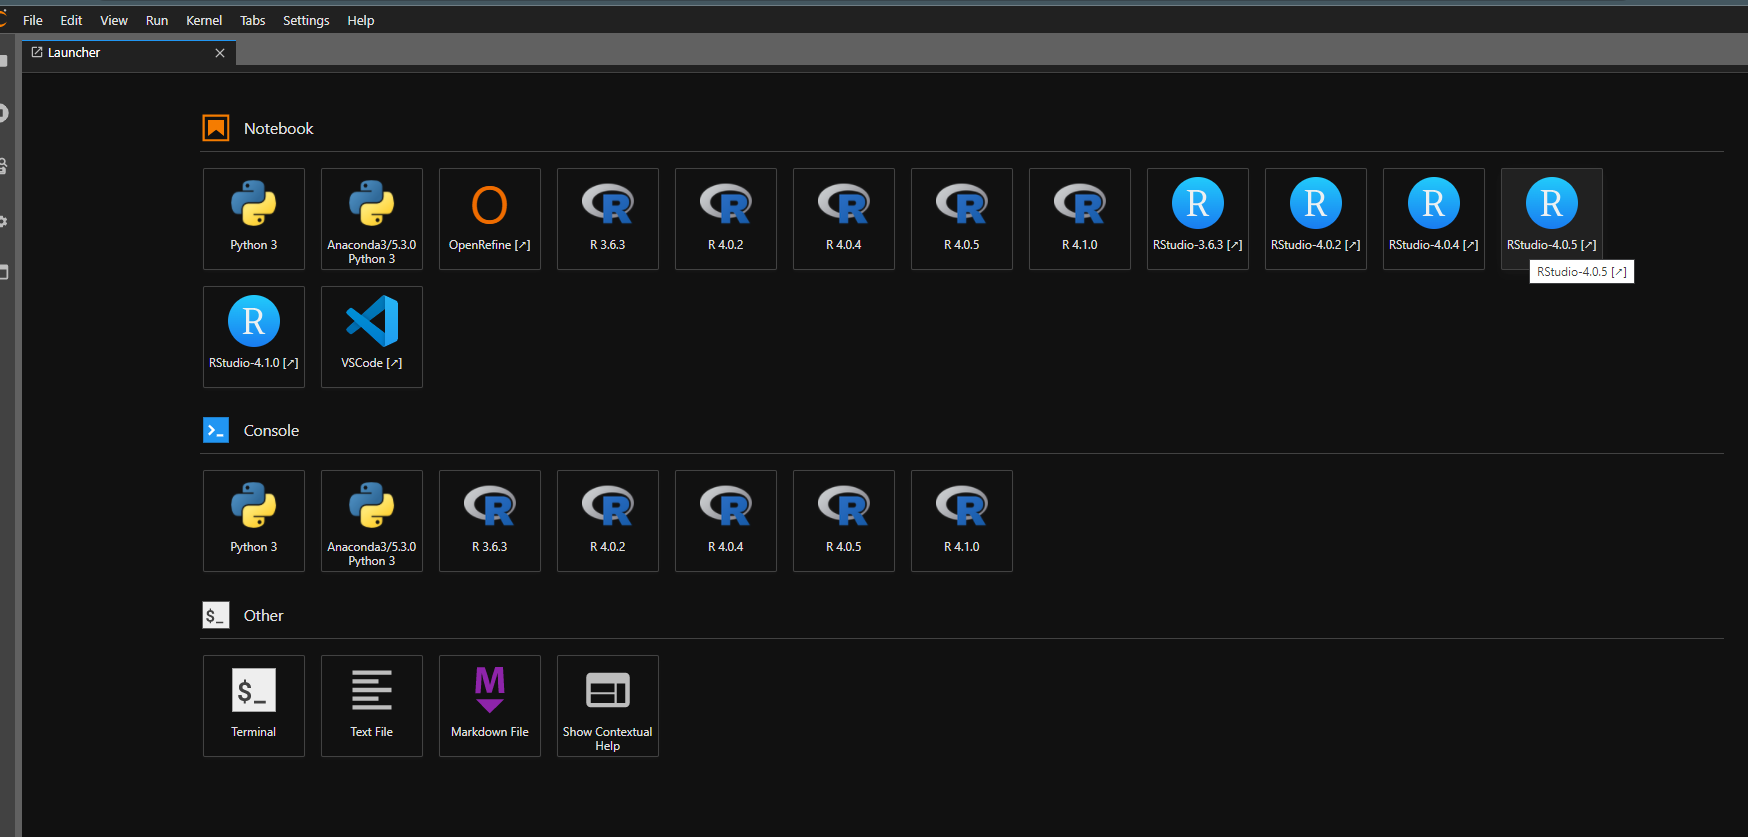 File Edit View Run Kernel Tabs Settings Help
Launcher
Notebook
Python 3
Anaconda3/5.3.0
Python 3
OpenRefine [↗]
R 3.6.3
R 4.0.2
R 4.0.4
R 4.0.5
R 4.1.0
RStudio-3.6.3 [↗]
RStudio-4.0.2 [↗]
RStudio-4.0.4 [↗]
RStudio-4.0.5 [↗]
RStudio-4.0.5 [↗]
RStudio-4.1.0 [↗]
VSCode [↗]
Console
Python 3
Anaconda3/5.3.0
Python 3
R 3.6.3
R 4.0.2
R 4.0.4
R 4.0.5
R 4.1.0
$_ Other
$_
Terminal
Text File
M
Markdown File
Show Contextual
Help